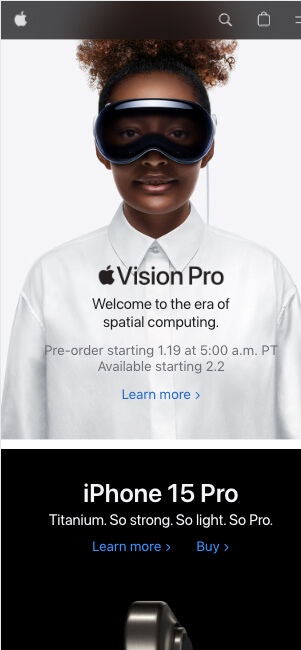 Vision Pro
Welcome to the era of
spatial computing.
Pre-order starting 1.19 at 5:00 a.m. PT
Available starting 2.2
Learn more >
iPhone 15 Pro
Titanium. So strong. So light. So Pro.
Learn more > Buy >